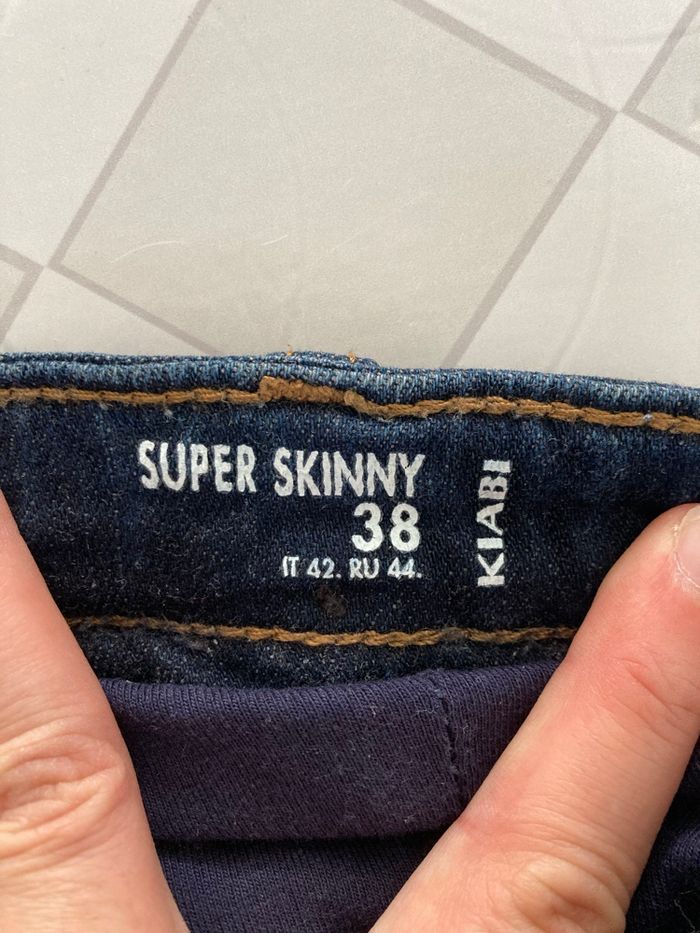 SUPER SKINNY
38
IT 42. RU 44.
KIABI